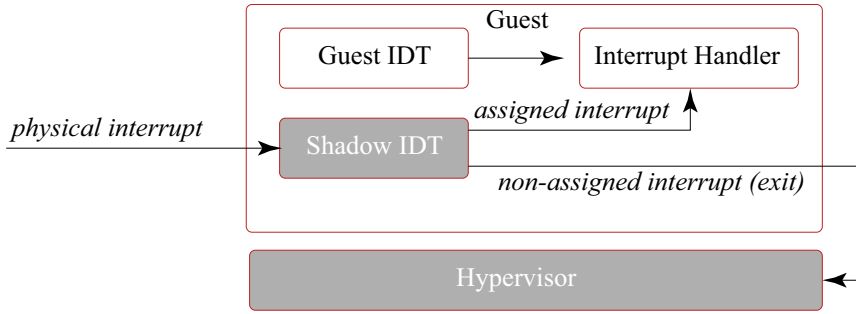 Guest
Guest IDT
Interrupt Handler
assigned interrupt
physical interrupt
Shadow IDT
non-assigned interrupt (exit)
Hypervisor